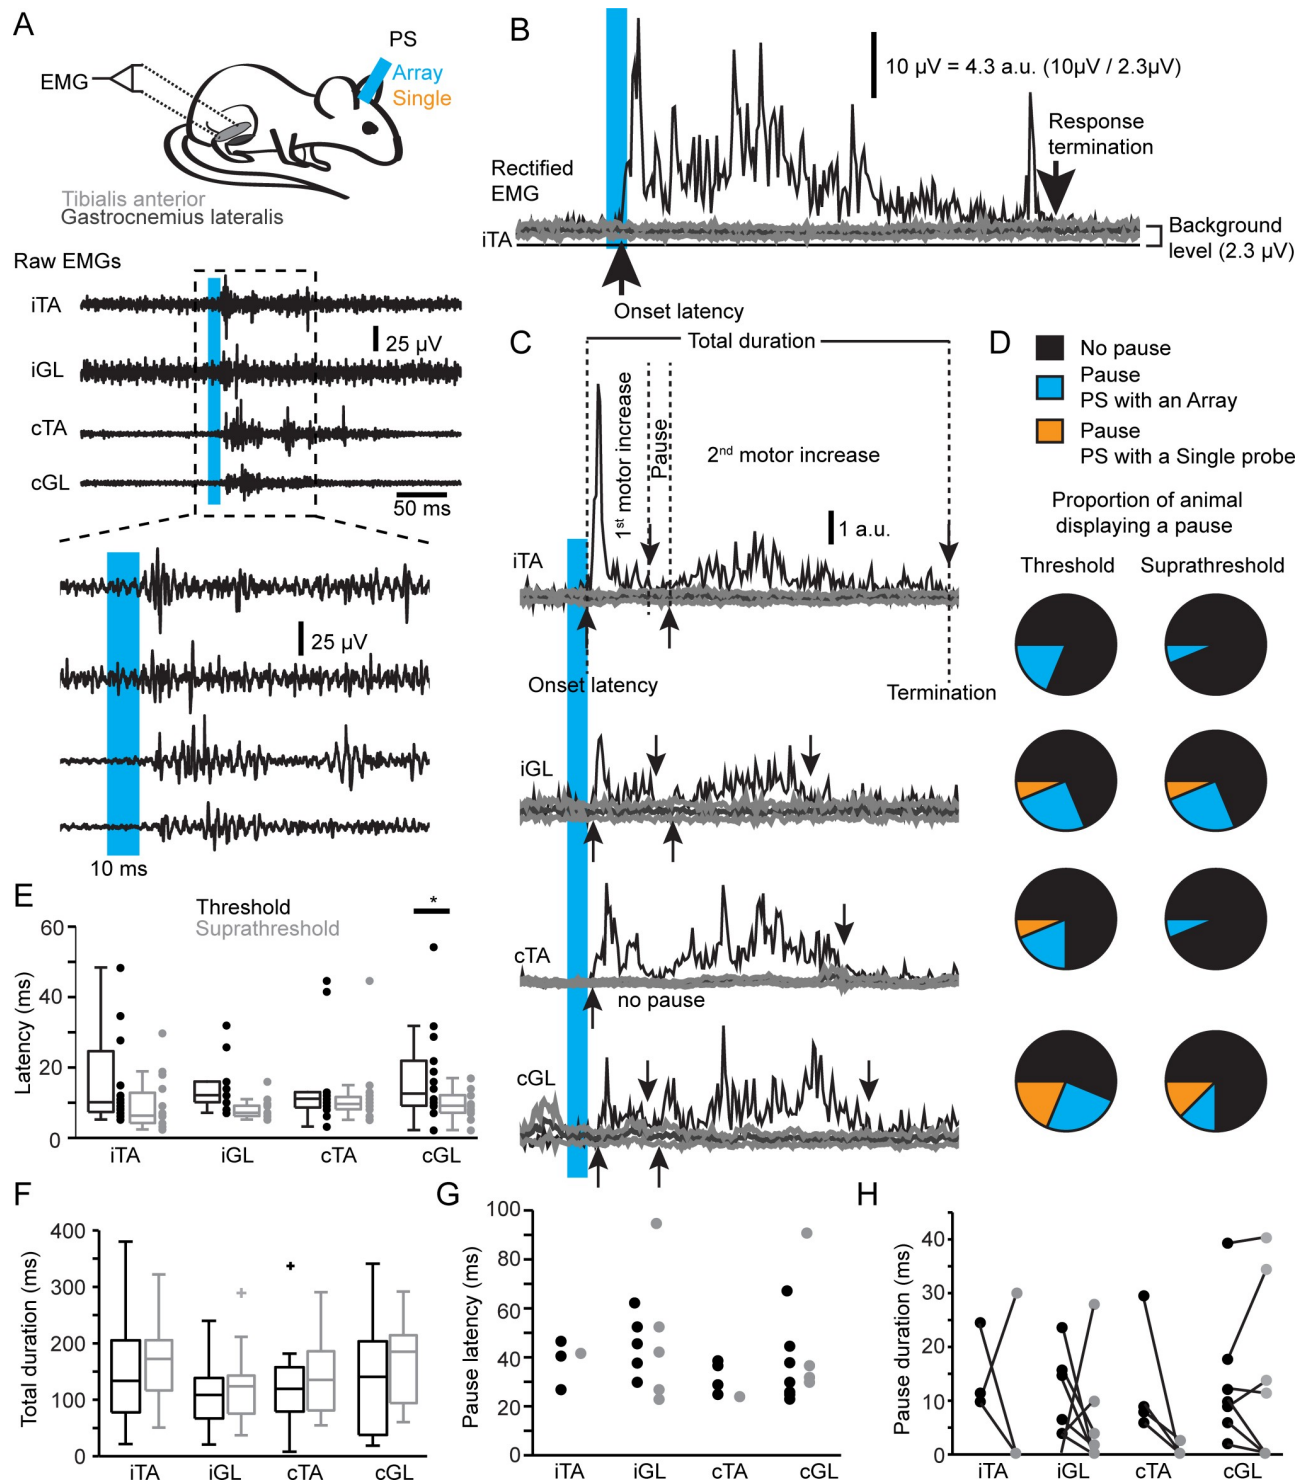 A
PS
EMG
Array
Single
Tibialis anterior
Gastrocnemius lateralis
Raw EMGs
iTA
25 µV
iGL
cTA
cGL
50 ms
25 µV
10 ms
B
10 µV = 4.3 a.u. (10µV / 2.3µV)
Response
termination
Rectified
EMG
iTA
Background
level (2.3 µV)
Onset latency
C
Total duration
1st motor increase
Pause
2nd motor increase
1 a.u.
iTA
Onset latency
Termination
iGL
cTA
no pause
cGL
D
No pause
Pause
PS with an Array
Pause
PS with a Single probe
Proportion of animal
displaying a pause
Threshold Suprathreshold
E
Threshold
Suprathreshold
*
Latency (ms)
60
40
20
0
iTA iGL cTA cGL
F
Total duration (ms)
400
300
200
100
0
iTA iGL cTA cGL
G
Pause latency (ms)
100
80
60
40
20
0
iTA iGL cTA cGL
H
Pause duration (ms)
40
30
20
10
0
iTA iGL cTA cGL